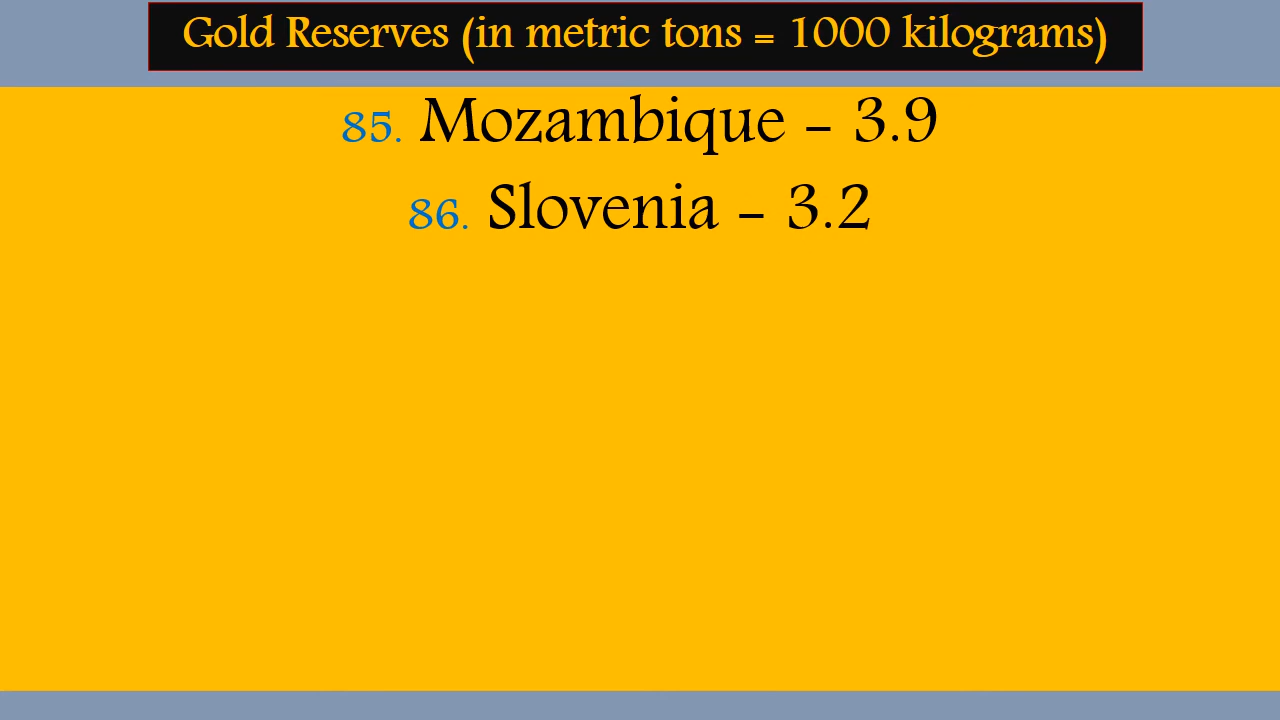 Gold Reserves (in metric tons = 1000 kilograms)
85. Mozambique – 3.9
86. Slovenia – 3.2